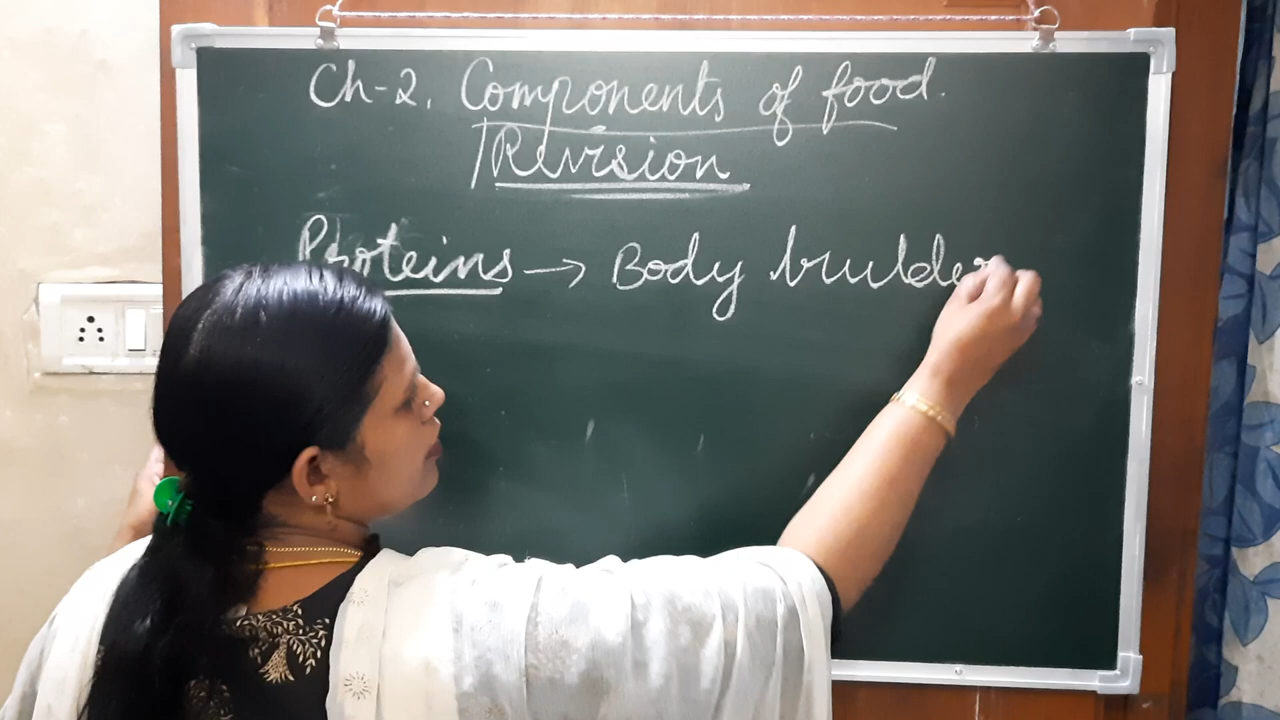 Ch-2. Components of food.
Revision
Proteins → Body builder